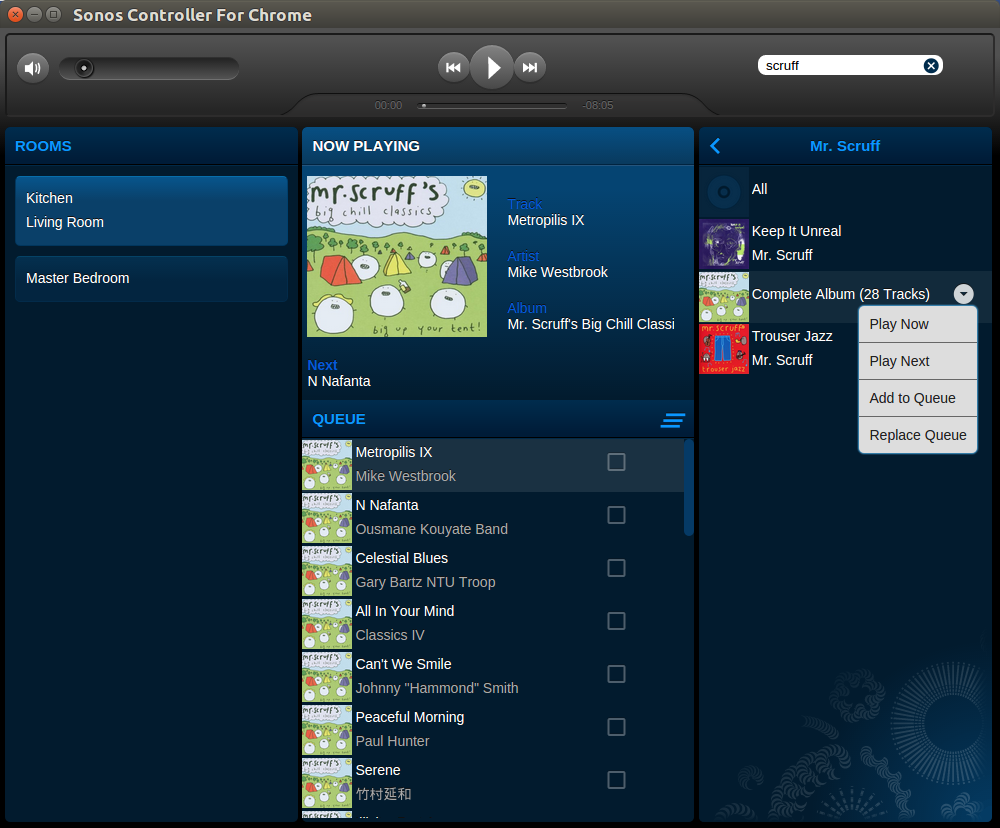 Sonos Controller For Chrome
scruff
00:00
-08:05
ROOMS
Kitchen
Living Room
Master Bedroom
NOW PLAYING
mr.scruff's
big chill classics
big up your tent!
Track
Metropilis IX
Artist
Mike Westbrook
Album
Mr. Scruff's Big Chill Classi
Next
N Nafanta
QUEUE
Metropilis IX
Mike Westbrook
N Nafanta
Ousmane Kouyate Band
Celestial Blues
Gary Bartz NTU Troop
All In Your Mind
Classics IV
Can't We Smile
Johnny "Hammond" Smith
Peaceful Morning
Paul Hunter
Serene
竹村延和
Mr. Scruff
All
Keep It Unreal
Mr. Scruff
Complete Album (28 Tracks)
mr.scruff
trouser jazz
Trouser Jazz
Mr. Scruff
Play Now
Play Next
Add to Queue
Replace Queue